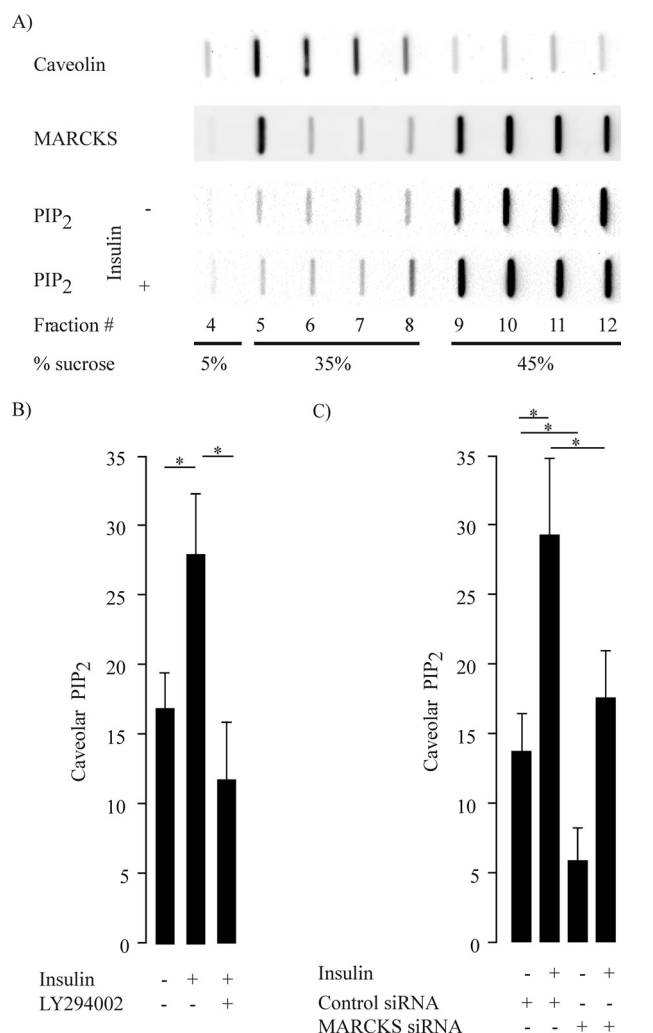 A)
Caveolin
MARCKS
PIP2 -
Insulin
PIP2 +
Fraction # 4 5 6 7 8 9 10 11 12
% sucrose 5% 35% 45%
B)
* *
35
30
25
20
15
10
5
0
Caveolar PIP2
Insulin - + +
LY294002 - - +
C)
*
*
*
35
30
25
20
15
10
5
0
Caveolar PIP2
Insulin - + - +
Control siRNA + + - -
MARCKS siRNA - - + +